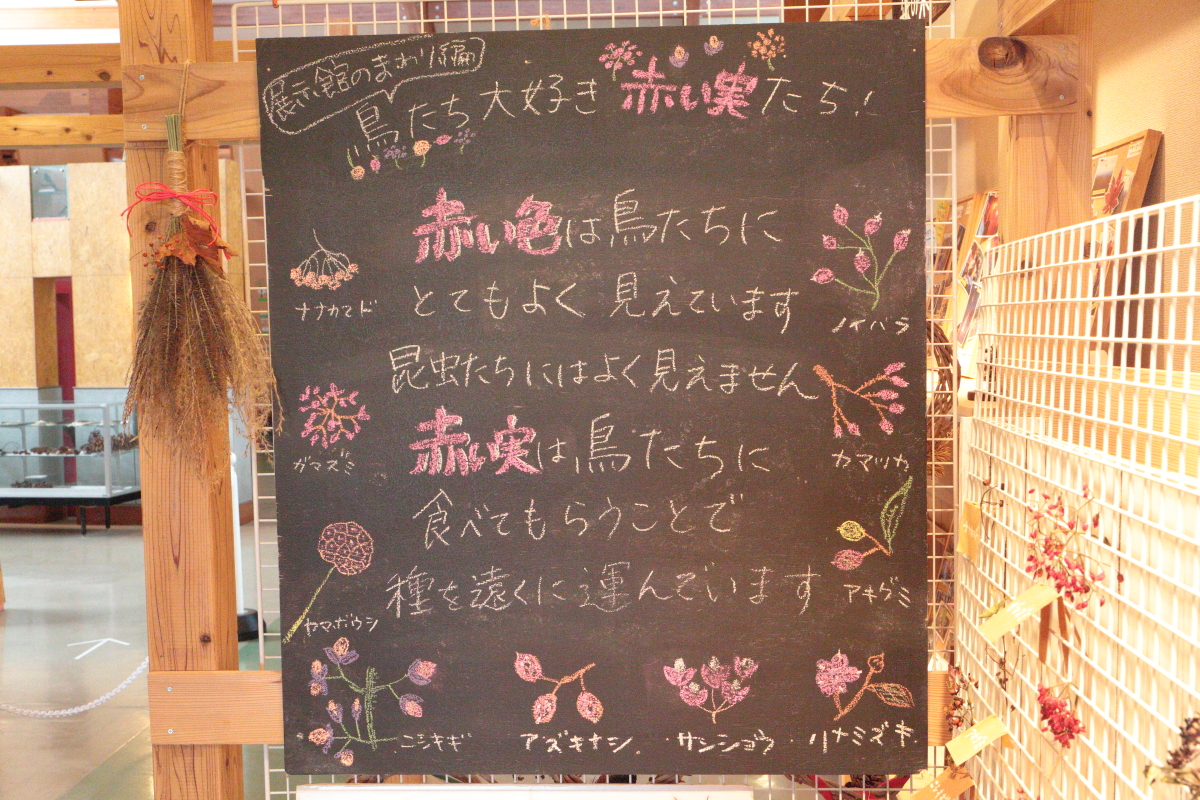 展示館のまわり編
鳥たち大好き赤い実たち!
赤い色は鳥たちに
とてもよく見えています
昆虫たちにはよく見えません
赤い実は鳥たちに
食べてもらうことで
種を遠くに運んでいます
ナナカマド
ガマズミ
ヤマボウシ
ノイバラ
カマツカ
アキグミ
ニシキギ
アズキナシ
サンショウ
ハナミズキ